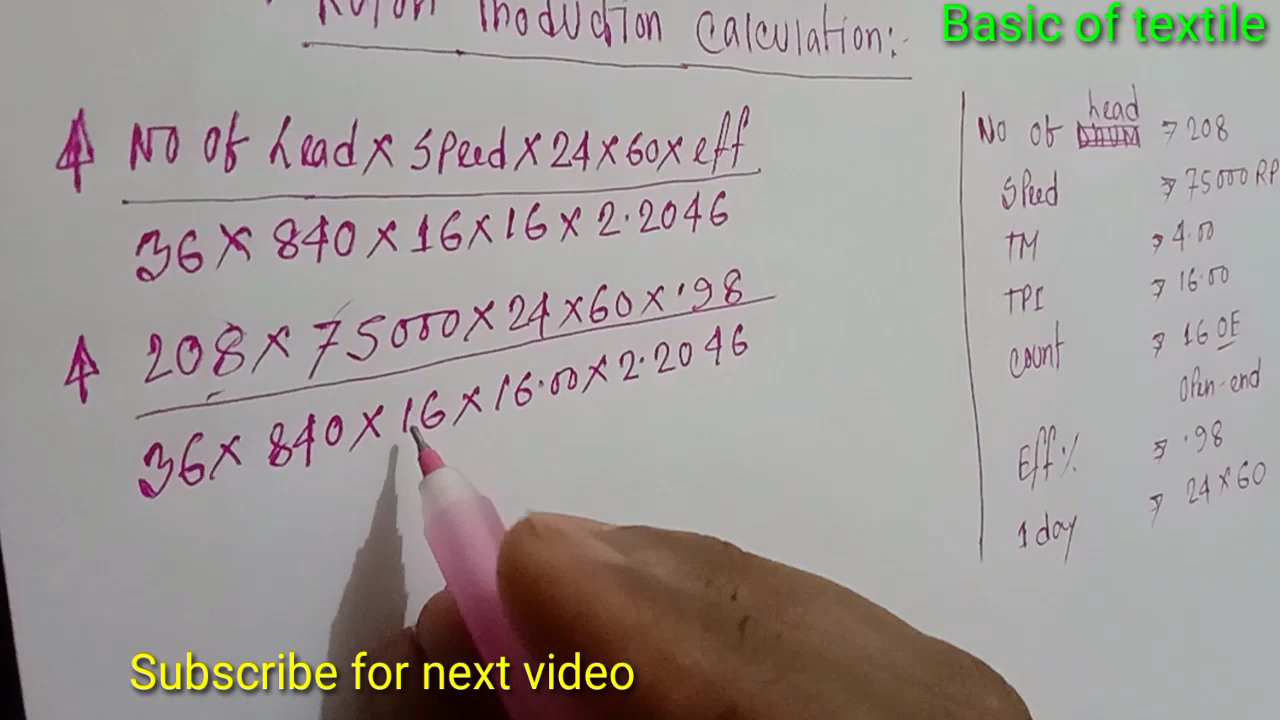 Production Calculation:-
Basic of textile
No of head × Speed × 24 × 60 × eff
36 × 840 × 16 × 16 × 2.2046
208 × 75000 × 24 × 60 × .98
36 × 840 × 16 × 16.00 × 2.2046
No of head → 208
Speed → 75000 RP
TM → 4.00
TPI → 16.00
Count → 16 OE
Open-end
Eff% → .98
1 day → 24 × 60
Subscribe for next video